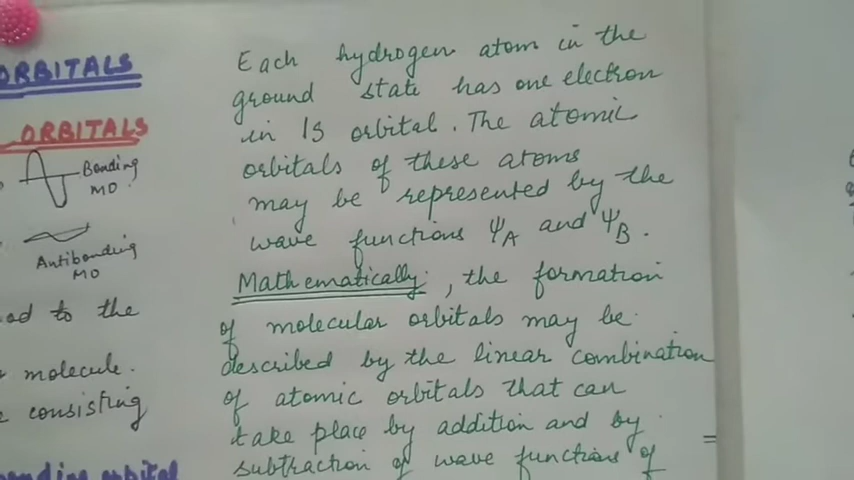 ORBITALS
ORBITALS
Bonding
MO
Antibonding
MO
to the
molecule.
consisting
bonding orbital
Each hydrogen atom in the
ground state has one electron
in 1S orbital. The atomic
orbitals of these atoms
may be represented by the
wave functions ψA and ψB.
Mathematically, the formation
of molecular orbitals may be
described by the linear combination
of atomic orbitals that can
take place by addition and by
subtraction of wave functions of
=